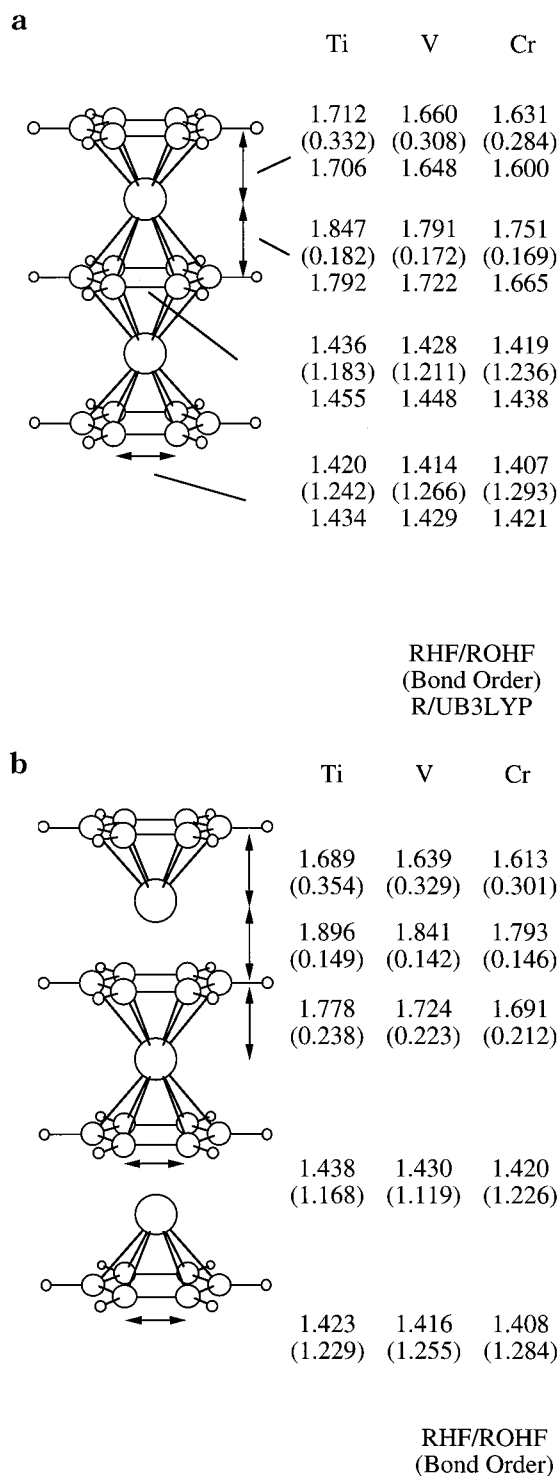 a
Ti V Cr
1.712 1.660 1.631
(0.332) (0.308) (0.284)
1.706 1.648 1.600
1.847 1.791 1.751
(0.182) (0.172) (0.169)
1.792 1.722 1.665
1.436 1.428 1.419
(1.183) (1.211) (1.236)
1.455 1.448 1.438
1.420 1.414 1.407
(1.242) (1.266) (1.293)
1.434 1.429 1.421
RHF/ROHF
(Bond Order)
R/UB3LYP
b
Ti V Cr
1.689 1.639 1.613
(0.354) (0.329) (0.301)
1.896 1.841 1.793
(0.149) (0.142) (0.146)
1.778 1.724 1.691
(0.238) (0.223) (0.212)
1.438 1.430 1.420
(1.168) (1.119) (1.226)
1.423 1.416 1.408
(1.229) (1.255) (1.284)
RHF/ROHF
(Bond Order)